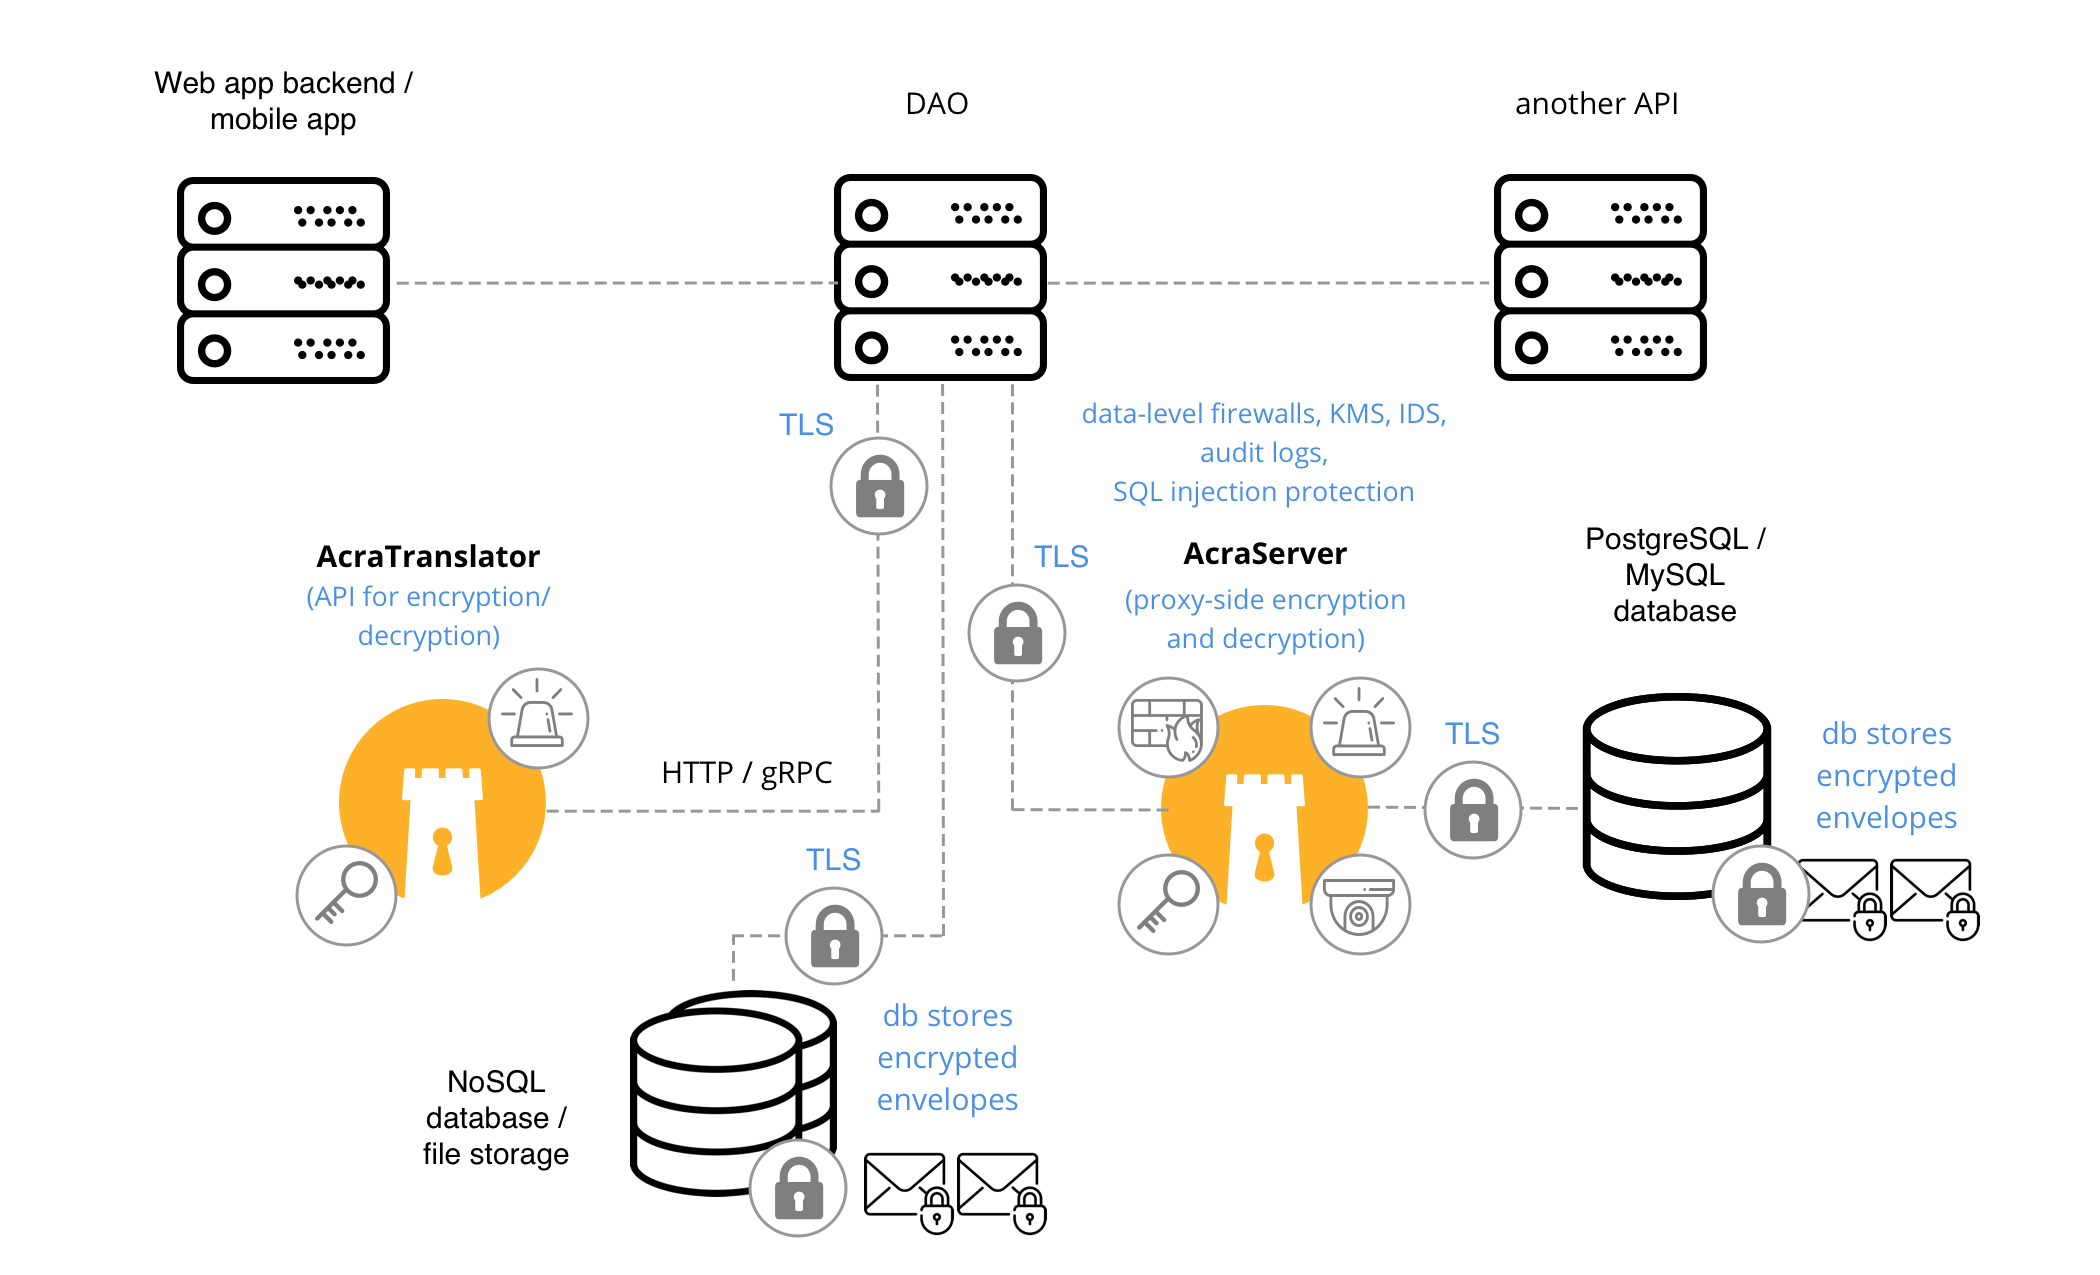 Web app backend /
mobile app
DAO
another API
TLS
data-level firewalls, KMS, IDS,
audit logs,
SQL injection protection
AcraTranslator
(API for encryption/
decryption)
TLS
AcraServer
(proxy-side encryption
and decryption)
PostgreSQL /
MySQL
database
HTTP / gRPC
TLS
db stores
encrypted
envelopes
TLS
NoSQL
database /
file storage
db stores
encrypted
envelopes